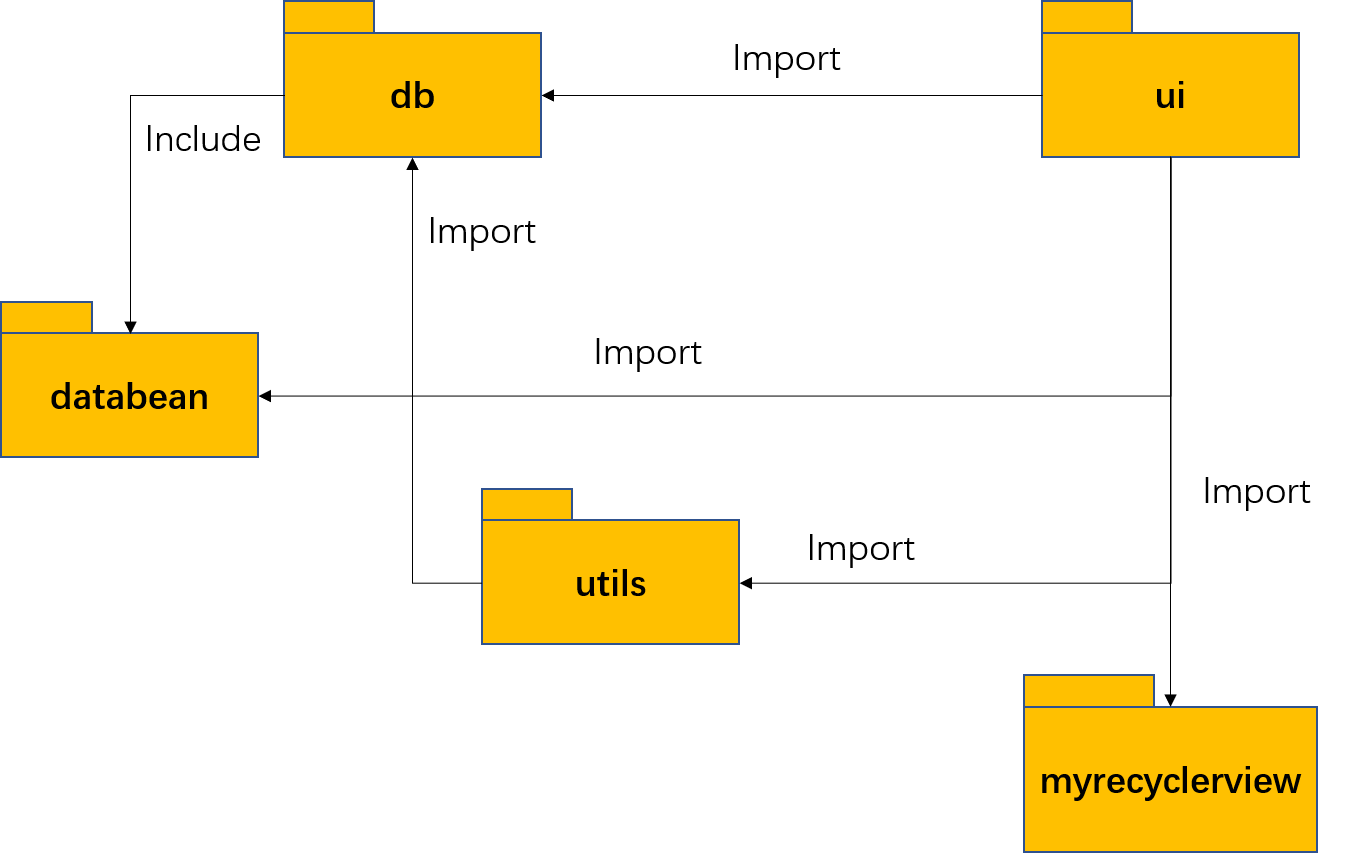 Import
db
ui
Include
Import
Import
databean
Import
Import
utils
myrecyclerview